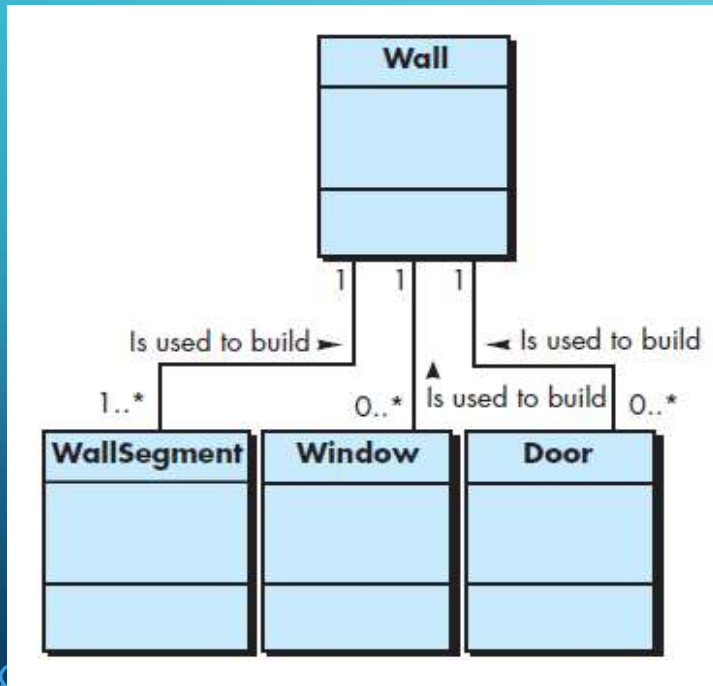 Wall
1 1 1
Is used to build ►
◄ Is used to build
▲
Is used to build
1..* 0..* 0..*
WallSegment Window Door